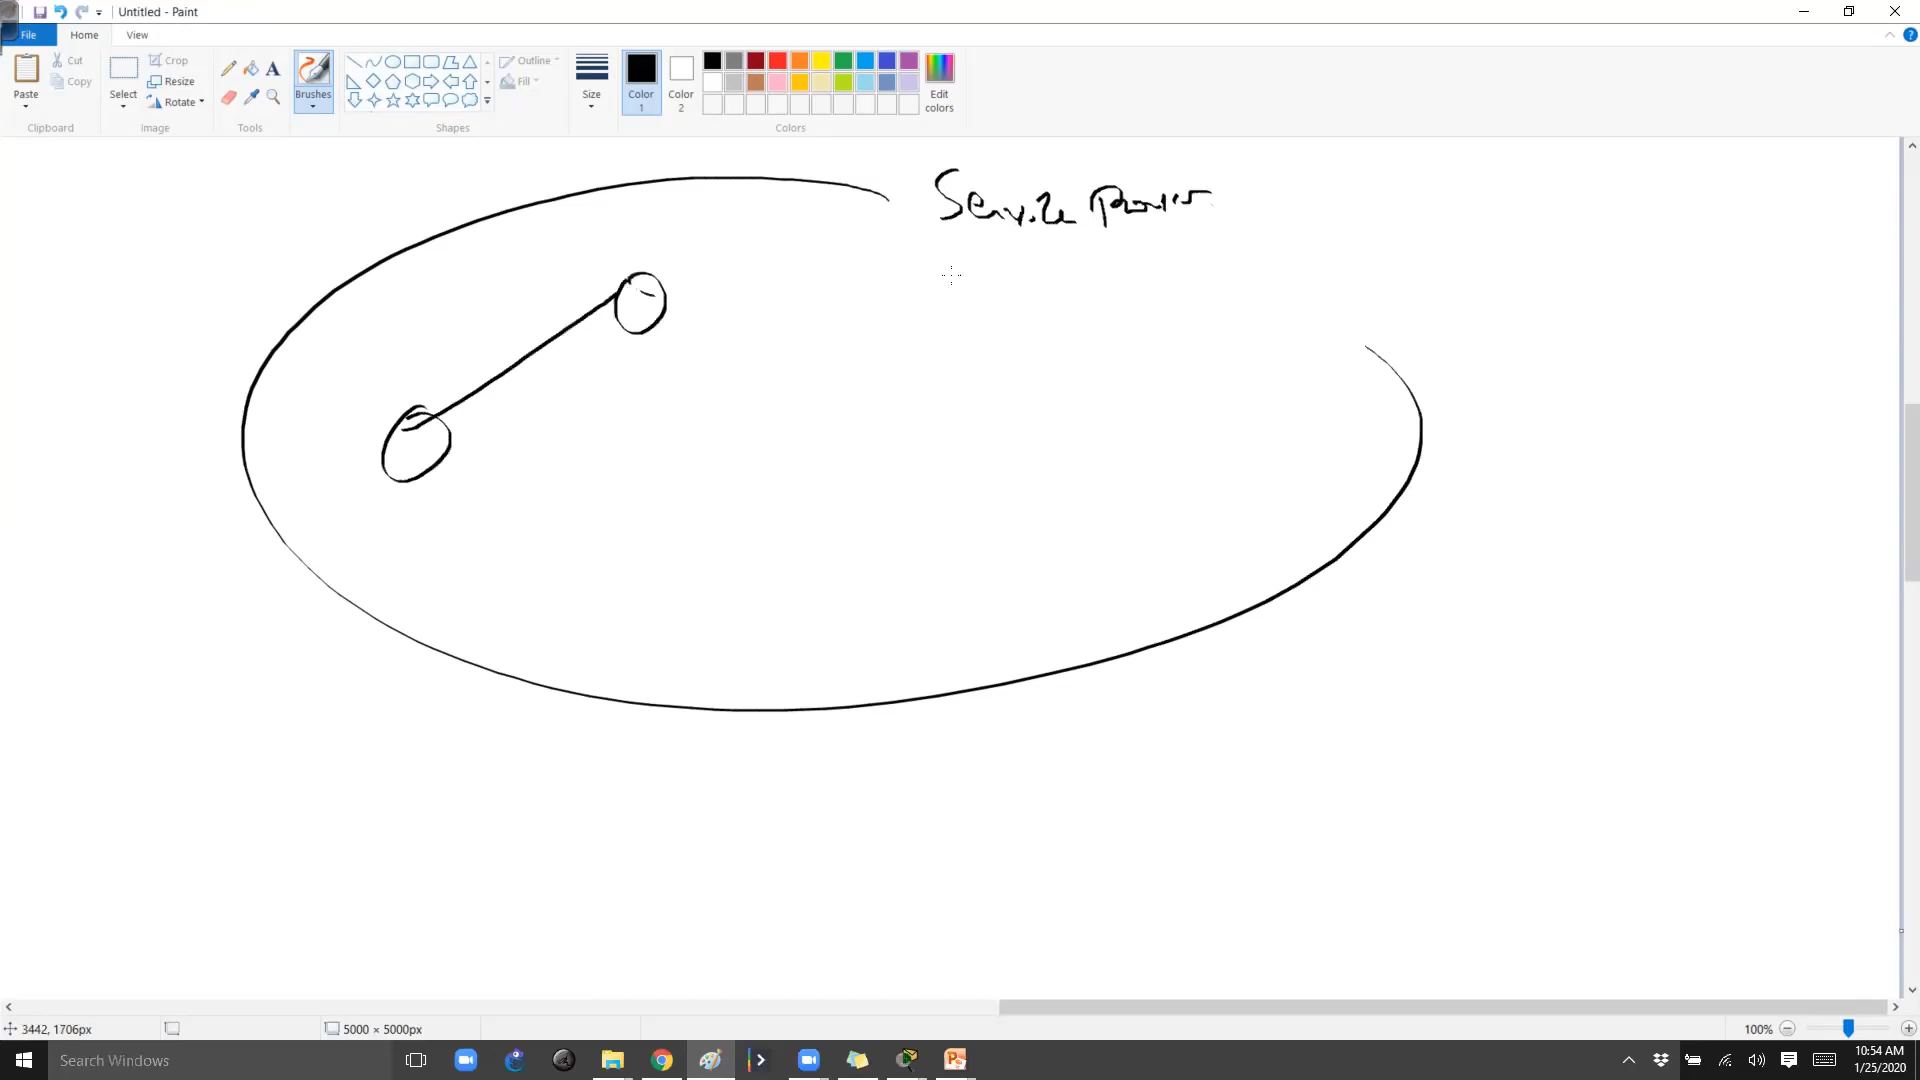 Untitled - Paint
File Home View
Paste Cut Copy Clipboard
Select Crop Resize Rotate Image
Tools
Brushes
Shapes
Outline Fill
Size
Color 1 Color 2
Edit colors
Colors
Service
3442, 1706px
5000 × 5000px
100%
Search Windows
10:54 AM
1/25/2020